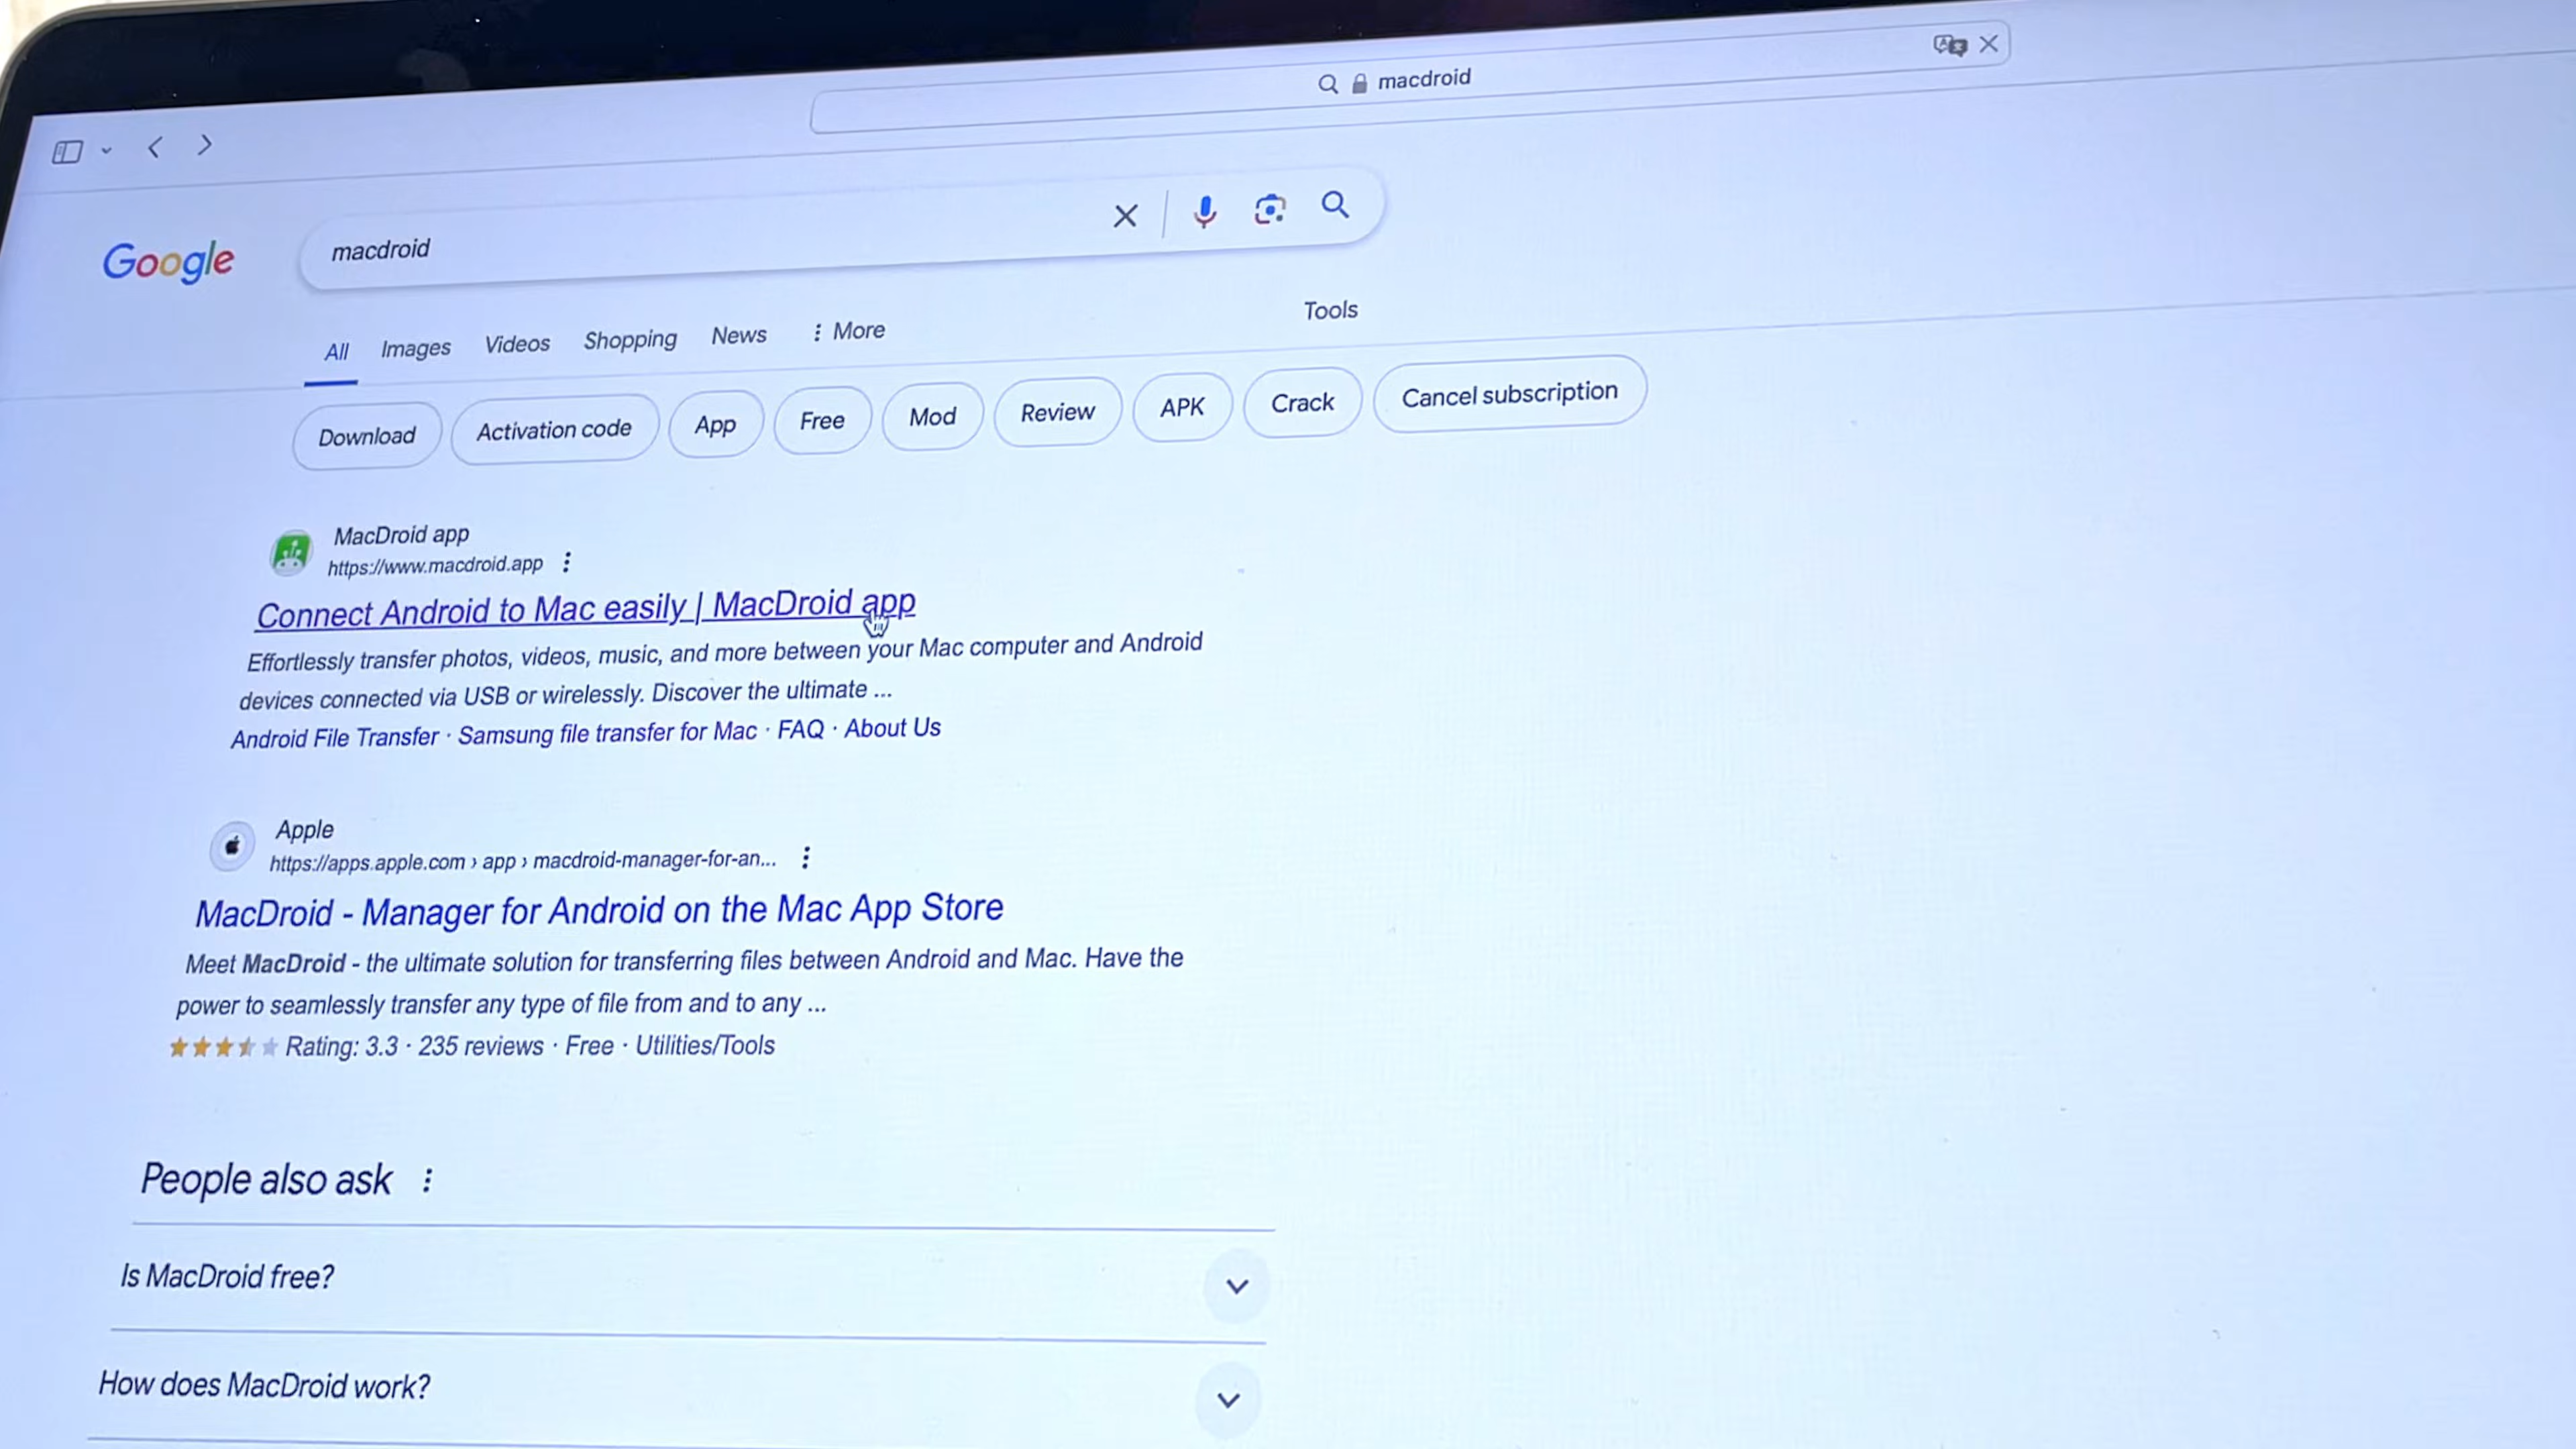 macdroid
Google
macdroid
All Images Videos Shopping News More
Tools
Download Activation code App Free Mod Review APK Crack Cancel subscription
MacDroid app
https://www.macdroid.app
Connect Android to Mac easily | MacDroid app
Effortlessly transfer photos, videos, music, and more between your Mac computer and Android
devices connected via USB or wirelessly. Discover the ultimate ...
Android File Transfer · Samsung file transfer for Mac · FAQ · About Us
Apple
https://apps.apple.com › app › macdroid-manager-for-an...
MacDroid - Manager for Android on the Mac App Store
Meet MacDroid - the ultimate solution for transferring files between Android and Mac. Have the
power to seamlessly transfer any type of file from and to any ...
Rating: 3.3 · 235 reviews · Free · Utilities/Tools
People also ask
Is MacDroid free?
How does MacDroid work?